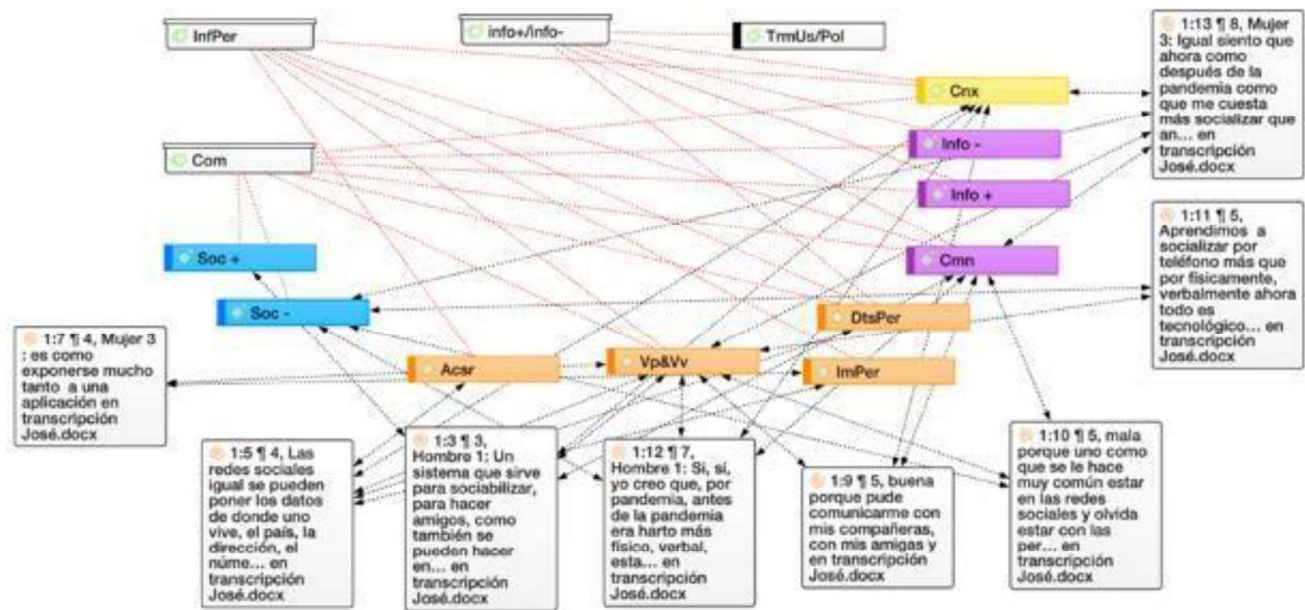 InfPer
info+/info-
TrmUs/Pol
1:13 ¶ 8, Mujer
3: Igual siento que
ahora como
después de la
pandemia como
que me cuesta
más socializar que
an... en
transcripción
José.docx
Cnx
Info -
Com
Info +
1:11 ¶ 5,
Aprendimos a
socializar por
teléfono más que
por físicamente,
verbalmente ahora
todo es
tecnológico... en
transcripción
José.docx
Soc +
Cmn
Soc -
DtsPer
1:7 ¶ 4, Mujer 3
: es como
exponerse mucho
tanto a una
aplicación en
transcripción
José.docx
Acsr
Vp&Vv
ImPer
1:5 ¶ 4, Las
redes sociales
igual se pueden
poner los datos
de donde uno
vive, el país, la
dirección, el
núme... en
transcripción
José.docx
1:3 ¶ 3,
Hombre 1: Un
sistema que sirve
para sociabilizar,
para hacer
amigos, como
también se
pueden hacer
en... en
transcripción
José.docx
1:12 ¶ 7,
Hombre 1: Si, sí,
yo creo que, por
pandemia, antes
de la pandemia
era harto más
físico, verbal,
esta... en
transcripción
José.docx
1:9 ¶ 5, buena
porque pude
comunicarme con
mis compañeras,
con mis amigas y
en transcripción
José.docx
1:10 ¶ 5, mala
porque uno como
que se le hace
muy común estar
en las redes
sociales y olvida
estar con las
per... en
transcripción
José.docx